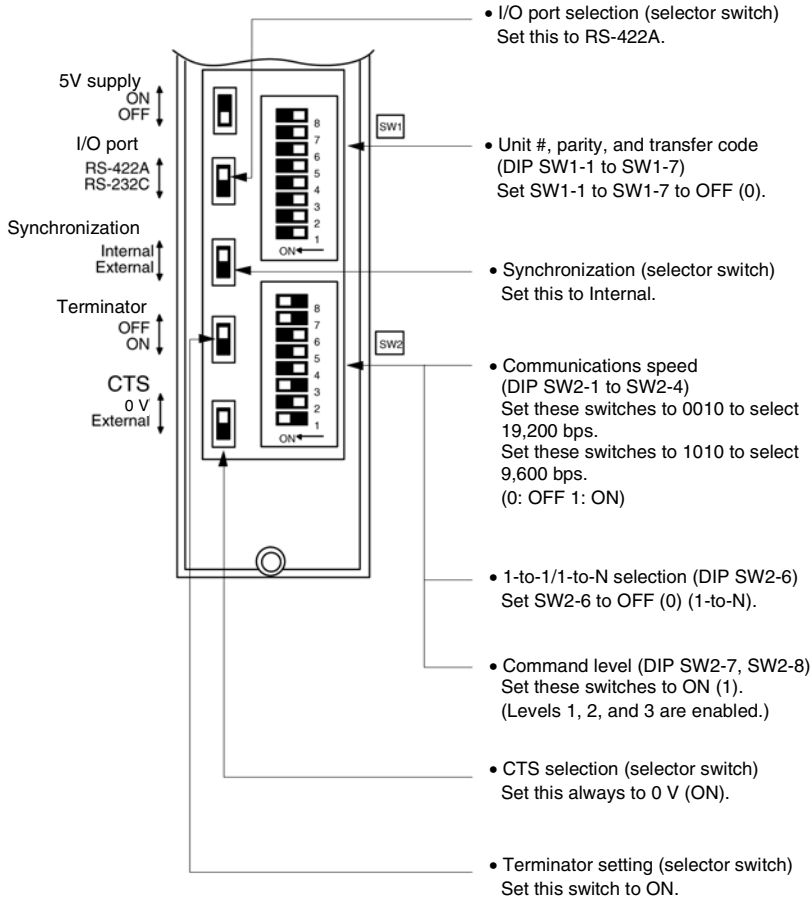 • I/O port selection (selector switch)
Set this to RS-422A.
5V supply
ON
OFF
I/O port
RS-422A
RS-232C
Synchronization
Internal
External
Terminator
OFF
ON
CTS
0 V
External
8
7
6
5
4
3
2
1
ON
SW1
8
7
6
5
4
3
2
1
ON
SW2
• Unit #, parity, and transfer code
(DIP SW1-1 to SW1-7)
Set SW1-1 to SW1-7 to OFF (0).
• Synchronization (selector switch)
Set this to Internal.
• Communications speed
(DIP SW2-1 to SW2-4)
Set these switches to 0010 to select
19,200 bps.
Set these switches to 1010 to select
9,600 bps.
(0: OFF 1: ON)
• 1-to-1/1-to-N selection (DIP SW2-6)
Set SW2-6 to OFF (0) (1-to-N).
• Command level (DIP SW2-7, SW2-8)
Set these switches to ON (1).
(Levels 1, 2, and 3 are enabled.)
• CTS selection (selector switch)
Set this always to 0 V (ON).
• Terminator setting (selector switch)
Set this switch to ON.